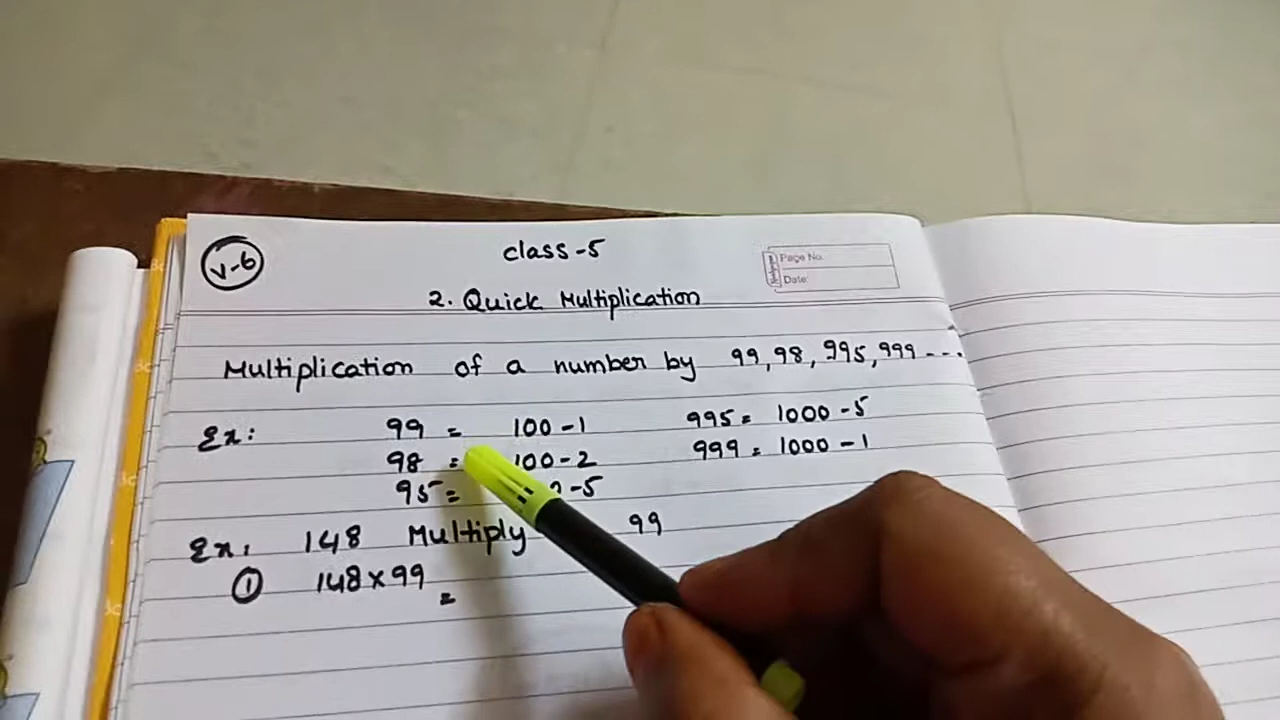 V-6
class-5
Page No.
Date:
2. Quick Multiplication
Multiplication of a number by 99, 98, 995, 999 ---.
Ex: 99 = 100-1 995= 1000-5
98 = 100-2 999= 1000-1
95= -5
Ex: 148 Multiply 99
① 148×99 =